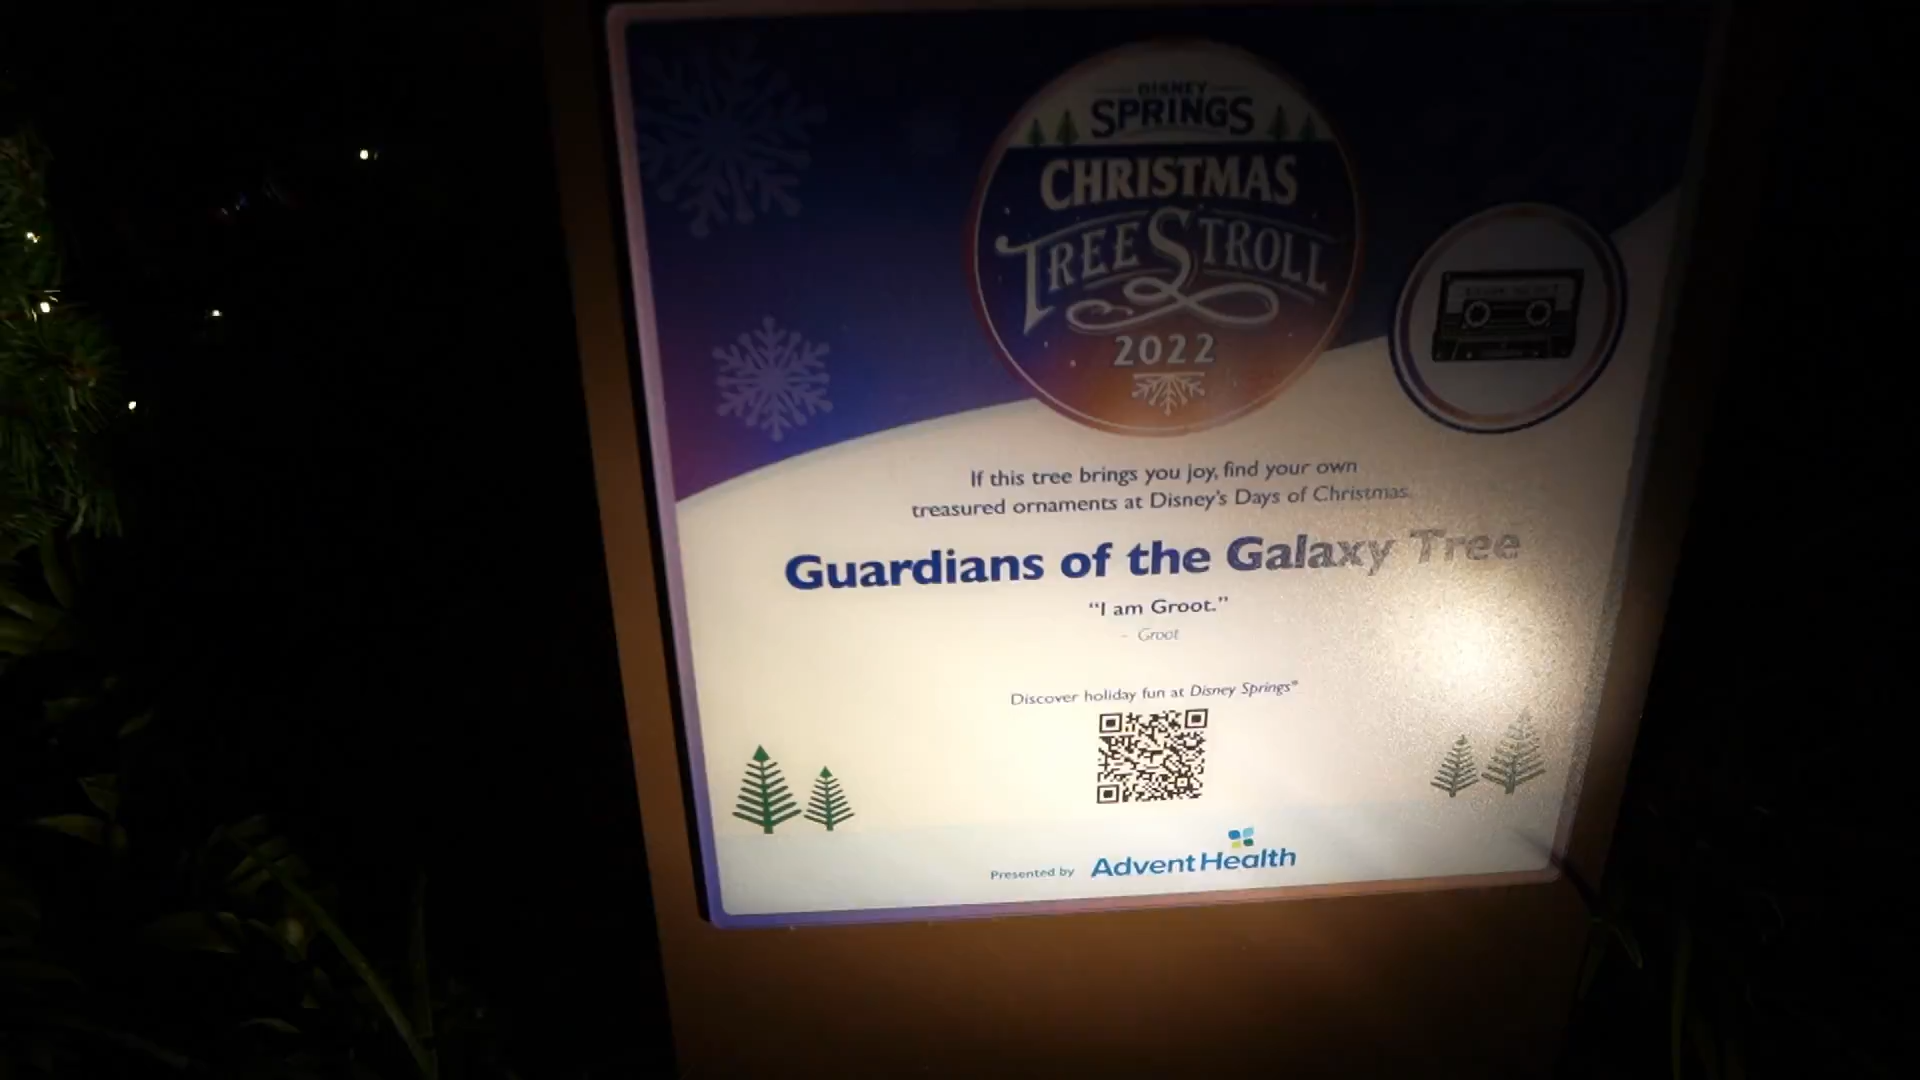 DISNEY
SPRINGS
CHRISTMAS
TREE STROLL
2022
If this tree brings you joy, find your own
treasured ornaments at Disney's Days of Christmas.
Guardians of the Galaxy Tree
“I am Groot.”
- Groot
Discover holiday fun at Disney Springs®
Presented by AdventHealth